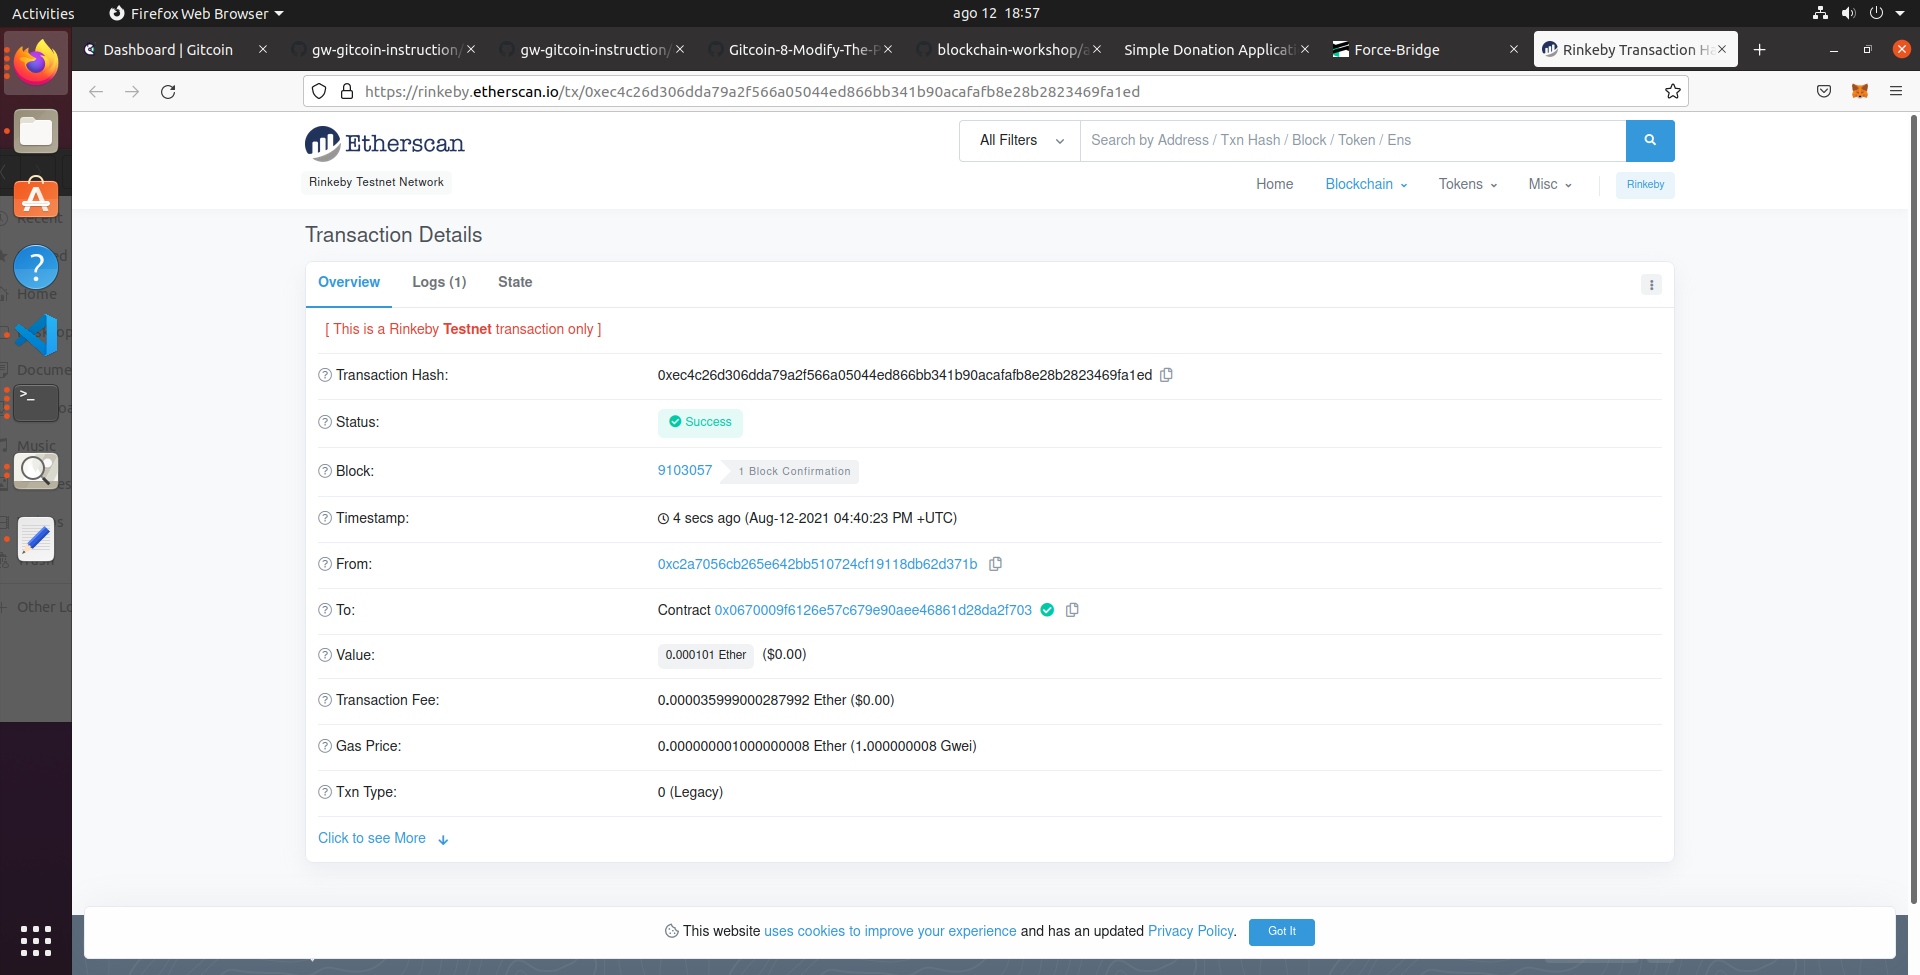 Activities
Firefox Web Browser
ago 12 18:57
Dashboard | Gitcoin
gw-gitcoin-instruction/
gw-gitcoin-instruction/
Gitcoin-8-Modify-The-P
blockchain-workshop/a
Simple Donation Applicati
Force-Bridge
Rinkeby Transaction Ha
https://rinkeby.etherscan.io/tx/0xec4c26d306dda79a2f566a05044ed866bb341b90acafafb8e28b2823469fa1ed
Etherscan
All Filters
Search by Address / Txn Hash / Block / Token / Ens
Rinkeby Testnet Network
Home
Blockchain
Tokens
Misc
Rinkeby
Transaction Details
Overview
Logs (1)
State
[ This is a Rinkeby Testnet transaction only ]
Transaction Hash:
0xec4c26d306dda79a2f566a05044ed866bb341b90acafafb8e28b2823469fa1ed
Status:
Success
Block:
9103057
1 Block Confirmation
Timestamp:
4 secs ago (Aug-12-2021 04:40:23 PM +UTC)
From:
0xc2a7056cb265e642bb510724cf19118db62d371b
To:
Contract 0x0670009f6126e57c679e90aee46861d28da2f703
Value:
0.000101 Ether
($0.00)
Transaction Fee:
0.000035999000287992 Ether ($0.00)
Gas Price:
0.000000001000000008 Ether (1.000000008 Gwei)
Txn Type:
0 (Legacy)
Click to see More
This website uses cookies to improve your experience and has an updated Privacy Policy.
Got It
Recent
Home
Docume
Music
Trash
Other Lo